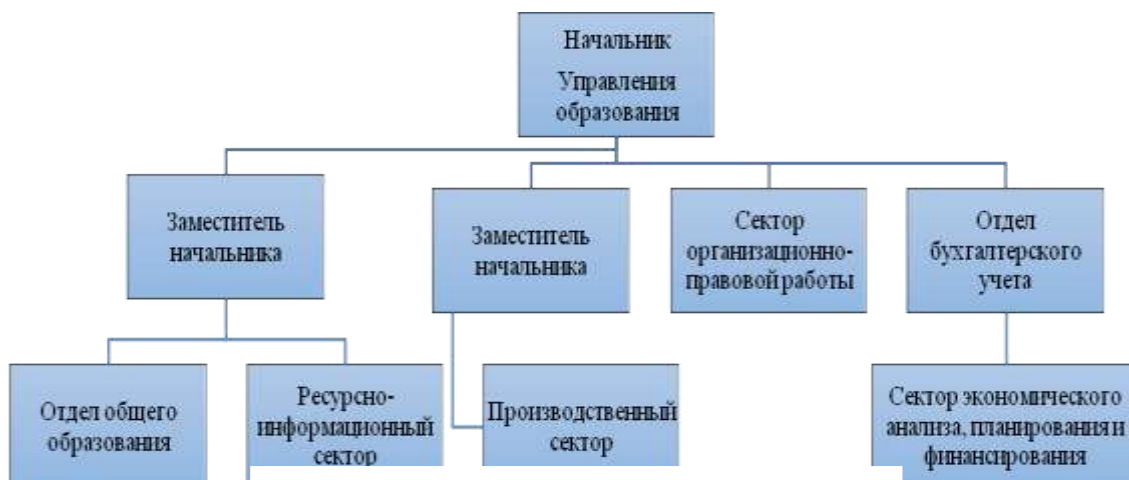 Начальник
Управления
образования
Заместитель
начальника
Заместитель
начальника
Сектор
организационно-
правовой работы
Отдел
бухгалтерского
учета
Отдел общего
образования
Ресурсно-
информационный
сектор
Производственный
сектор
Сектор экономического
анализа, планирования и
финансирования